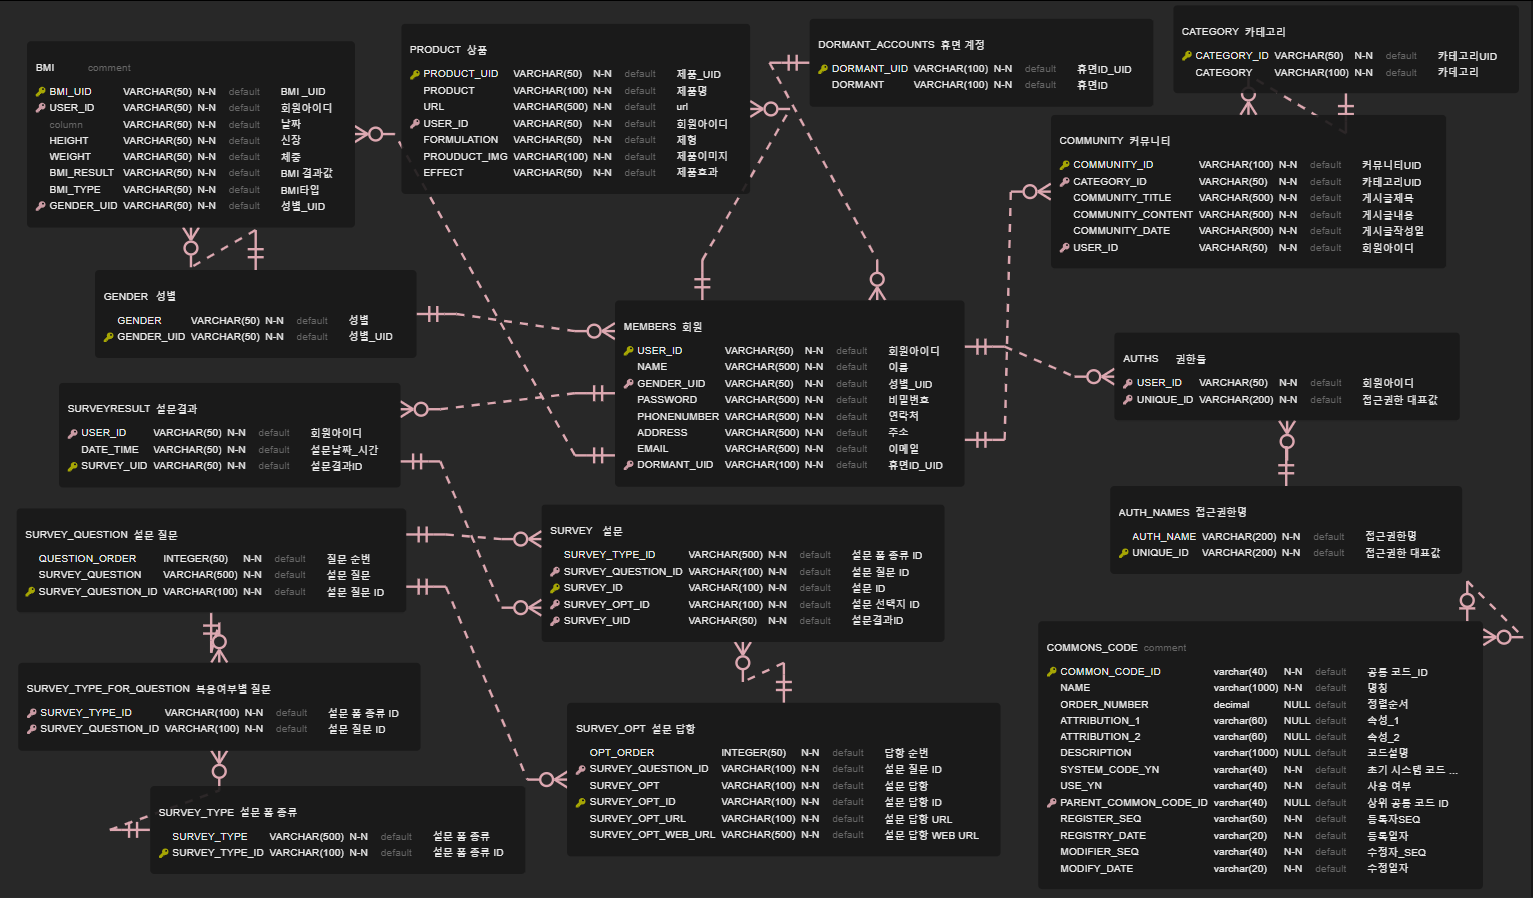 BMI comment
BMI_UID VARCHAR(50) N-N default BMI _UID
USER_ID VARCHAR(50) N-N default 회원아이디
column VARCHAR(50) N-N default 날짜
HEIGHT VARCHAR(50) N-N default 신장
WEIGHT VARCHAR(50) N-N default 체중
BMI_RESULT VARCHAR(50) N-N default BMI 결과값
BMI_TYPE VARCHAR(50) N-N default BMI타입
GENDER_UID VARCHAR(50) N-N default 성별_UID
PRODUCT 상품
PRODUCT_UID VARCHAR(50) N-N default 제품_UID
PRODUCT VARCHAR(100) N-N default 제품명
URL VARCHAR(500) N-N default url
USER_ID VARCHAR(50) N-N default 회원아이디
FORMULATION VARCHAR(50) N-N default 제형
PROUDUCT_IMG VARCHAR(100) N-N default 제품이미지
EFFECT VARCHAR(50) N-N default 제품효과
DORMANT_ACCOUNTS 휴면 계정
DORMANT_UID VARCHAR(100) N-N default 휴면ID_UID
DORMANT VARCHAR(100) N-N default 휴면ID
CATEGORY 카테고리
CATEGORY_ID VARCHAR(50) N-N default 카테고리UID
CATEGORY VARCHAR(100) N-N default 카테고리
COMMUNITY 커뮤니티
COMMUNITY_ID VARCHAR(100) N-N default 커뮤니티UID
CATEGORY_ID VARCHAR(50) N-N default 카테고리UID
COMMUNITY_TITLE VARCHAR(500) N-N default 게시글제목
COMMUNITY_CONTENT VARCHAR(500) N-N default 게시글내용
COMMUNITY_DATE VARCHAR(500) N-N default 게시글작성일
USER_ID VARCHAR(50) N-N default 회원아이디
GENDER 성별
GENDER VARCHAR(50) N-N default 성별
GENDER_UID VARCHAR(50) N-N default 성별_UID
MEMBERS 회원
USER_ID VARCHAR(50) N-N default 회원아이디
NAME VARCHAR(500) N-N default 이름
GENDER_UID VARCHAR(50) N-N default 성별_UID
PASSWORD VARCHAR(500) N-N default 비밀번호
PHONENUMBER VARCHAR(500) N-N default 연락처
ADDRESS VARCHAR(500) N-N default 주소
EMAIL VARCHAR(500) N-N default 이메일
DORMANT_UID VARCHAR(100) N-N default 휴면ID_UID
AUTHS 권한들
USER_ID VARCHAR(50) N-N default 회원아이디
UNIQUE_ID VARCHAR(200) N-N default 접근권한 대표값
SURVEYRESULT 설문결과
USER_ID VARCHAR(50) N-N default 회원아이디
DATE_TIME VARCHAR(50) N-N default 설문날짜_시간
SURVEY_UID VARCHAR(50) N-N default 설문결과ID
AUTH_NAMES 접근권한명
AUTH_NAME VARCHAR(200) N-N default 접근권한명
UNIQUE_ID VARCHAR(200) N-N default 접근권한 대표값
SURVEY_QUESTION 설문 질문
QUESTION_ORDER INTEGER(50) N-N default 질문 순번
SURVEY_QUESTION VARCHAR(500) N-N default 설문 질문
SURVEY_QUESTION_ID VARCHAR(100) N-N default 설문 질문 ID
SURVEY 설문
SURVEY_TYPE_ID VARCHAR(500) N-N default 설문 폼 종류 ID
SURVEY_QUESTION_ID VARCHAR(100) N-N default 설문 질문 ID
SURVEY_ID VARCHAR(100) N-N default 설문 ID
SURVEY_OPT_ID VARCHAR(100) N-N default 설문 선택지 ID
SURVEY_UID VARCHAR(50) N-N default 설문결과ID
SURVEY_TYPE_FOR_QUESTION 복용여부별 질문
SURVEY_TYPE_ID VARCHAR(100) N-N default 설문 폼 종류 ID
SURVEY_QUESTION_ID VARCHAR(100) N-N default 설문 질문 ID
SURVEY_OPT 설문 답항
OPT_ORDER INTEGER(50) N-N default 답항 순번
SURVEY_QUESTION_ID VARCHAR(100) N-N default 설문 질문 ID
SURVEY_OPT VARCHAR(100) N-N default 설문 답항
SURVEY_OPT_ID VARCHAR(100) N-N default 설문 답항 ID
SURVEY_OPT_URL VARCHAR(100) N-N default 설문 답항 URL
SURVEY_OPT_WEB_URL VARCHAR(500) N-N default 설문 답항 WEB URL
SURVEY_TYPE 설문 폼 종류
SURVEY_TYPE VARCHAR(500) N-N default 설문 폼 종류
SURVEY_TYPE_ID VARCHAR(100) N-N default 설문 폼 종류 ID
COMMONS_CODE comment
COMMON_CODE_ID varchar(40) N-N default 공통 코드_ID
NAME varchar(1000) N-N default 명칭
ORDER_NUMBER decimal NULL default 정렬순서
ATTRIBUTION_1 varchar(60) NULL default 속성_1
ATTRIBUTION_2 varchar(60) NULL default 속성_2
DESCRIPTION varchar(1000) NULL default 코드설명
SYSTEM_CODE_YN varchar(40) N-N default 초기 시스템 코드 ...
USE_YN varchar(40) N-N default 사용 여부
PARENT_COMMON_CODE_ID varchar(40) NULL default 상위 공통 코드 ID
REGISTER_SEQ varchar(50) N-N default 등록자SEQ
REGISTRY_DATE varchar(20) N-N default 등록일자
MODIFIER_SEQ varchar(40) N-N default 수정자_SEQ
MODIFY_DATE varchar(20) N-N default 수정일자